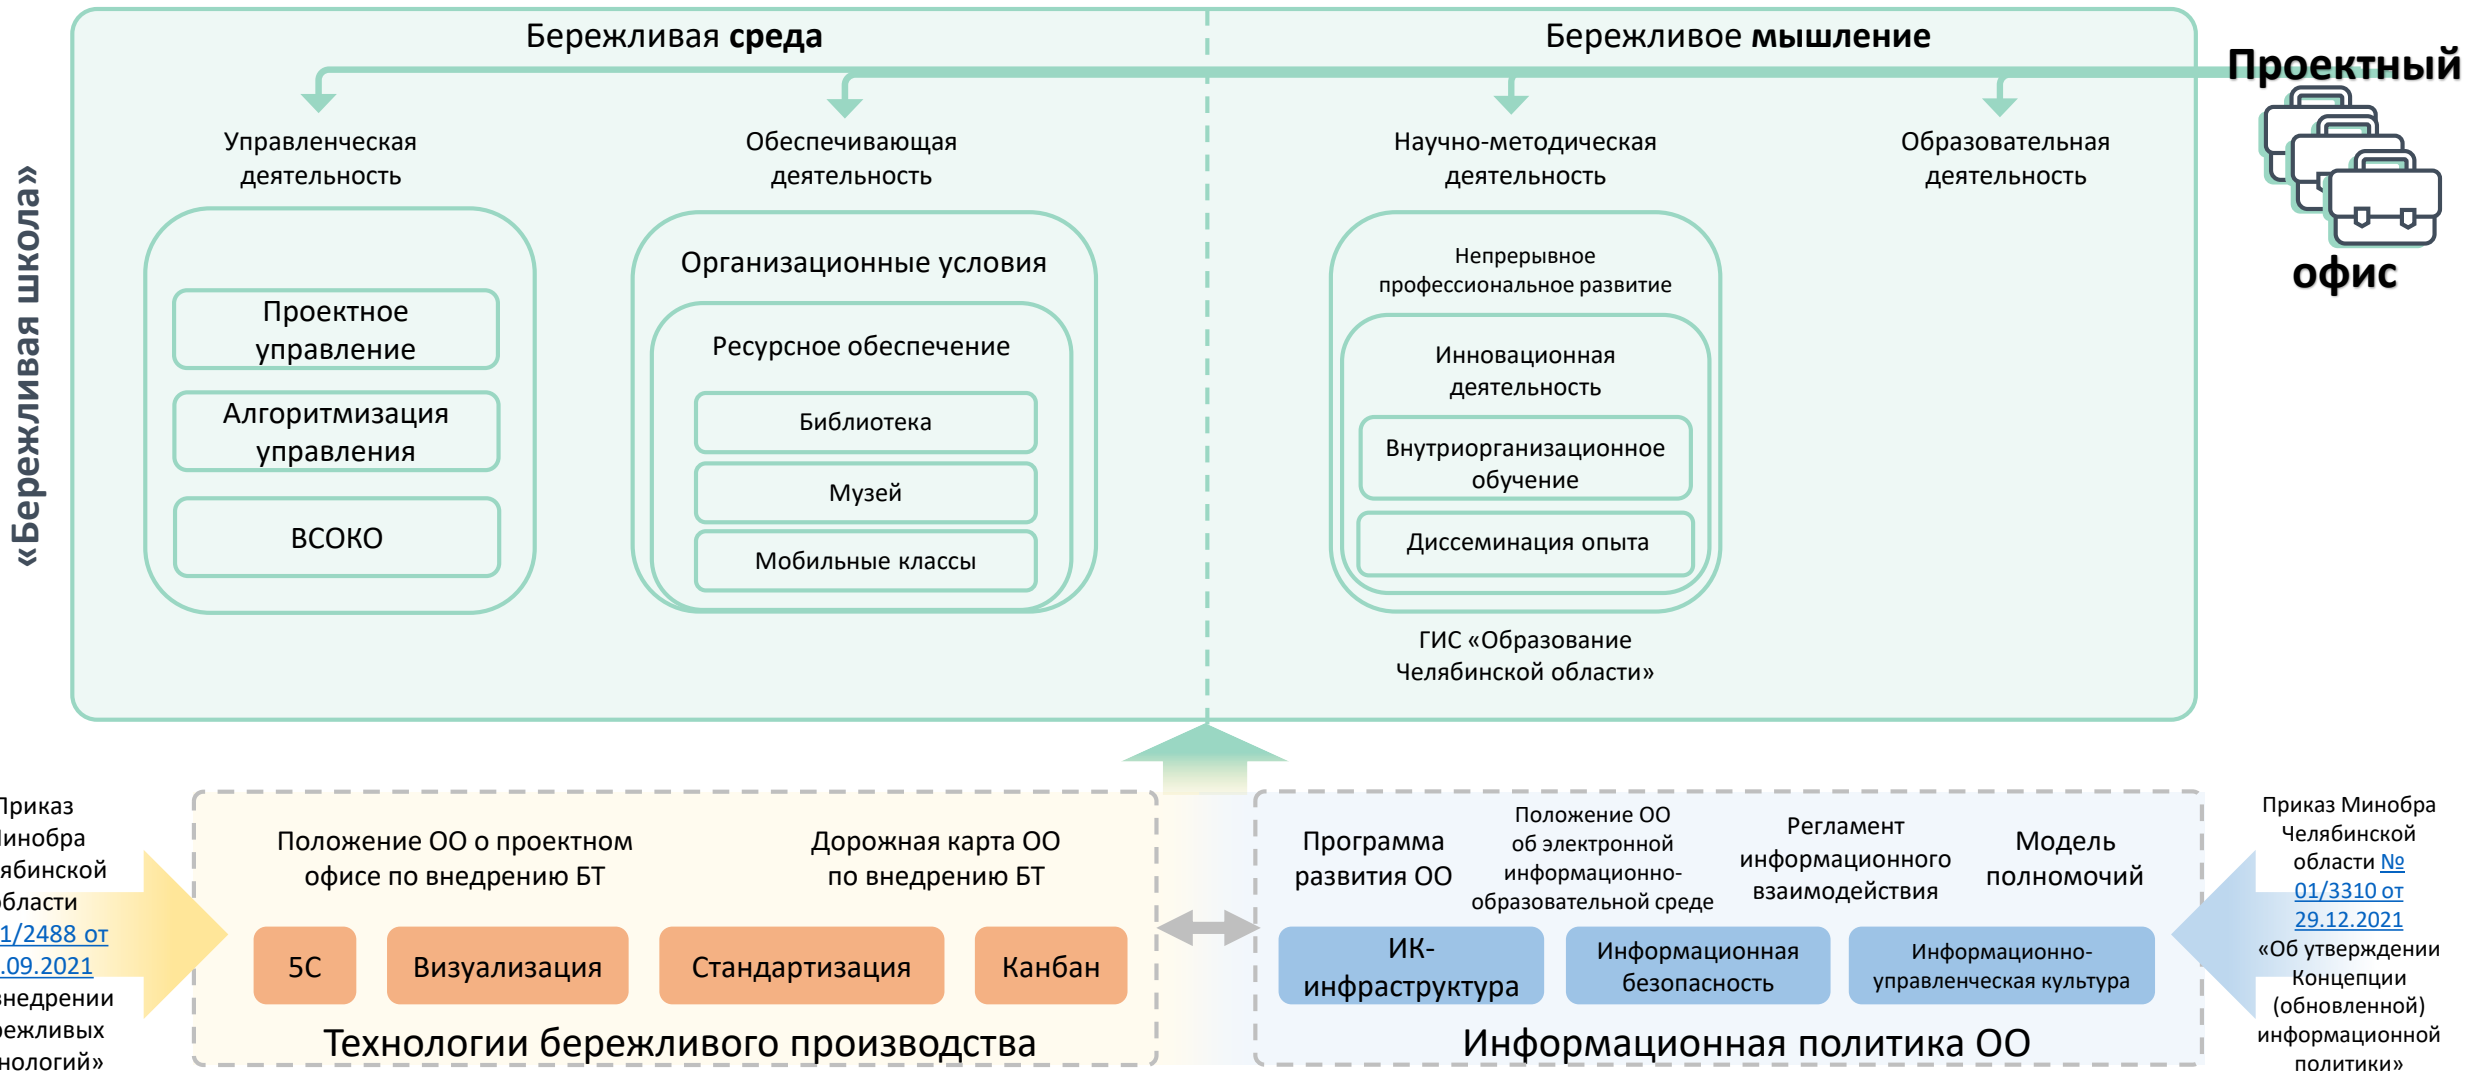 Бережливая среда
Бережливое мышление
Проектный
офис
«Бережливая школа»
Управленческая
деятельность
Проектное
управление
Алгоритмизация
управления
ВСОКО
Обеспечивающая
деятельность
Организационные условия
Ресурсное обеспечение
Библиотека
Музей
Мобильные классы
Научно-методическая
деятельность
Непрерывное
профессиональное развитие
Инновационная
деятельность
Внутриорганизационное
обучение
Диссеминация опыта
ГИС «Образование
Челябинской области»
Образовательная
деятельность
Приказ
от
.09.2021
внедрении
Положение ОО о проектном
офисе по внедрению БТ
Дорожная карта ОО
по внедрению БТ
5С
Визуализация
Стандартизация
Канбан
Технологии бережливого производства
Программа
развития ОО
Положение ОО
об электронной
информационно-
образовательной среде
Регламент
информационного
взаимодействия
Модель
полномочий
ИК-
инфраструктура
Информационная
безопасность
Информационно-
управленческая культура
Информационная политика ОО
Приказ Минобра
Челябинской
области №
01/3310 от
29.12.2021
«Об утверждении
Концепции
(обновленной)
информационной
политики»